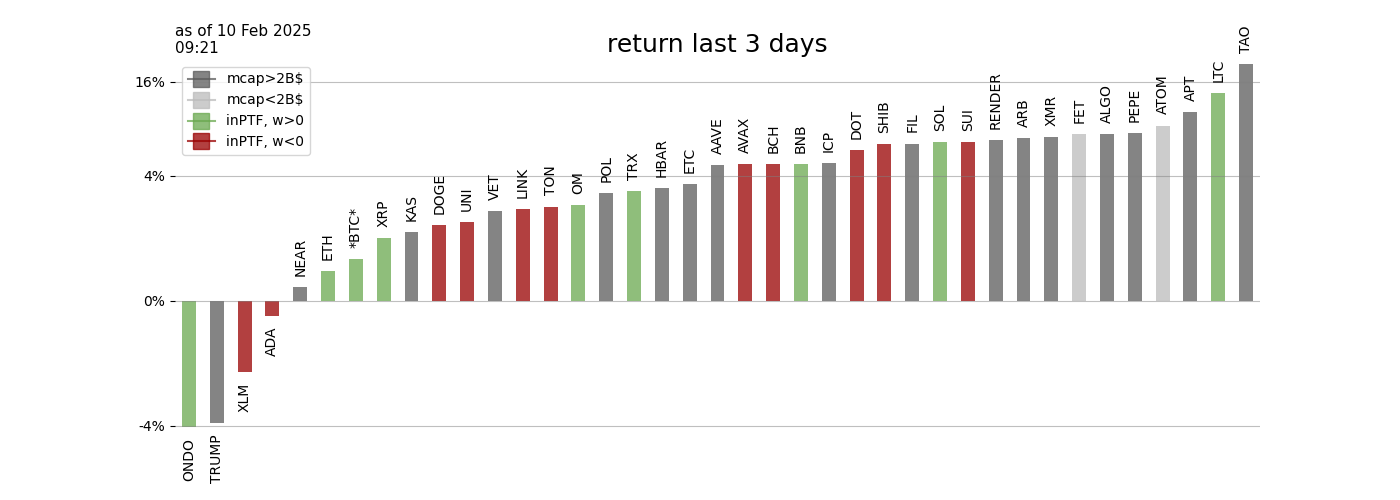 as of 10 Feb 2025
09:21
return last 3 days
mcap>2B$
mcap<2B$
inPTF, w>0
inPTF, w<0
16%
4%
0%
-4%
ONDO
TRUMP
XLM
ADA
NEAR
ETH
*BTC*
XRP
KAS
DOGE
UNI
VET
LINK
TON
OM
POL
TRX
HBAR
ETC
AAVE
AVAX
BCH
BNB
ICP
DOT
SHIB
FIL
SOL
SUI
RENDER
ARB
XMR
FET
ALGO
PEPE
ATOM
APT
LTC
TAO